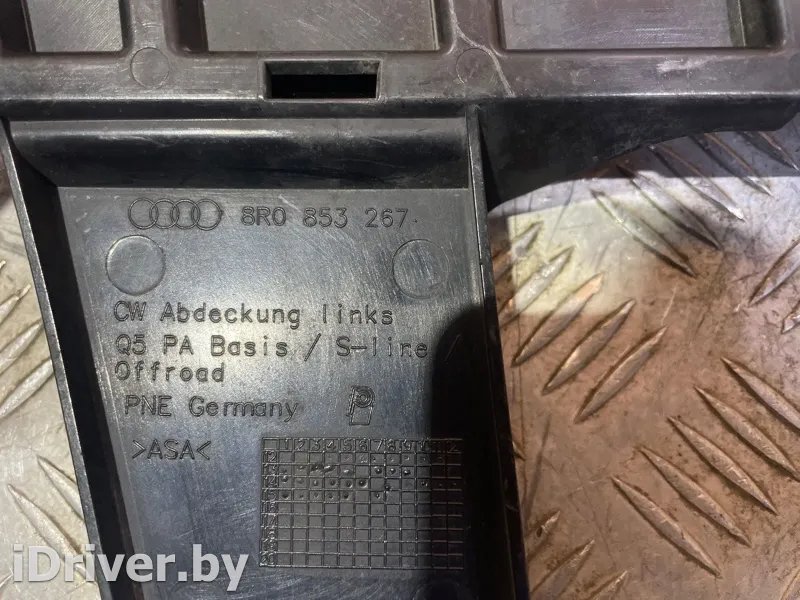 8R0 853 267
CW Abdeckung links
Q5 PA Basis / S-line /
Offroad
PNE Germany
>ASA<
iDriver.by